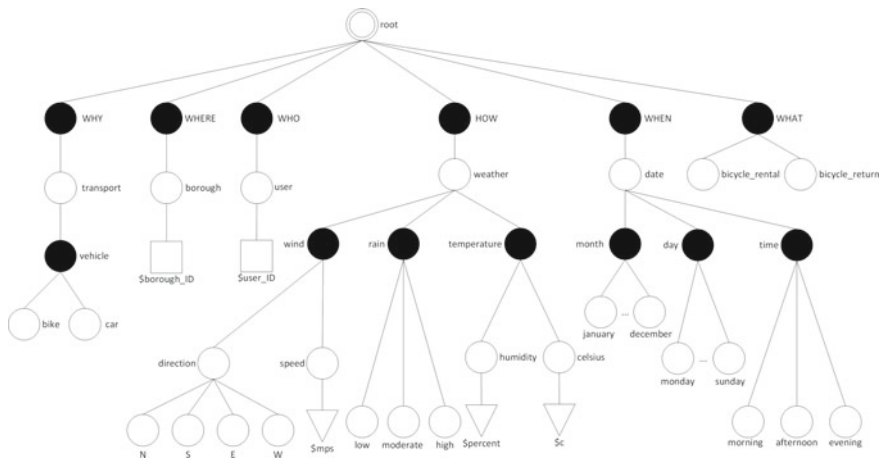 root
WHY
WHERE
WHO
HOW
WHEN
WHAT
transport
borough
user
weather
date
bicycle_rental
bicycle_return
vehicle
$borough_ID
$user_ID
wind
rain
temperature
month
day
time
bike
car
january
...
december
direction
speed
humidity
celsius
monday
...
sunday
N
S
E
W
$mps
low
moderate
high
$percent
$c
morning
afternoon
evening